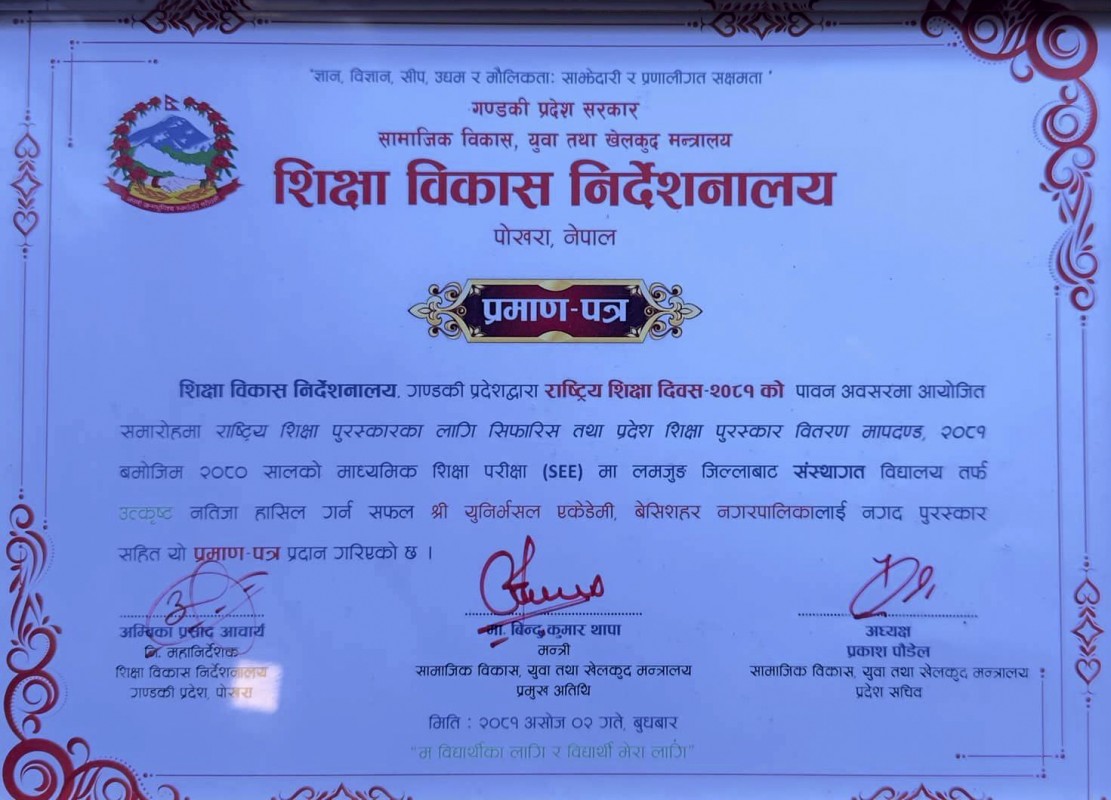 "ज्ञान, विज्ञान, सीप, उद्यम र मौलिकताः साझेदारी र प्रणालीगत सक्षमता"
गण्डकी प्रदेश सरकार
सामाजिक विकास, युवा तथा खेलकुद मन्त्रालय
शिक्षा विकास निर्देशनालय
पोखरा, नेपाल
प्रमाण-पत्र
शिक्षा विकास निर्देशनालय, गण्डकी प्रदेशद्वारा राष्ट्रिय शिक्षा दिवस-२०८१ को पावन अवसरमा आयोजित
समारोहमा राष्ट्रिय शिक्षा पुरस्कारका लागि सिफारिस तथा प्रदेश शिक्षा पुरस्कार वितरण मापदण्ड, २०८१
बमोजिम २०८० सालको माध्यमिक शिक्षा परीक्षा (SEE) मा लमजुङ जिल्लाबाट संस्थागत विद्यालय तर्फ
उत्कृष्ट नतिजा हासिल गर्न सफल श्री युनिर्भसल एकेडेमी, बेसिशहर नगरपालिकालाई नगद पुरस्कार
सहित यो प्रमाण-पत्र प्रदान गरिएको छ ।
अम्बिका प्रसाद आचार्य
नि. महानिर्देशक
शिक्षा विकास निर्देशनालय
गण्डकी प्रदेश, पोखरा
मा. बिन्दु कुमार थापा
मन्त्री
सामाजिक विकास, युवा तथा खेलकुद मन्त्रालय
प्रमुख अतिथि
अध्यक्ष
प्रकाश पौडेल
सामाजिक विकास, युवा तथा खेलकुद मन्त्रालय
प्रदेश सचिव
मिति : २०८१ असोज ०२ गते, बुधबार
"म विद्यार्थीका लागि र विद्यार्थी मेरा लागि"